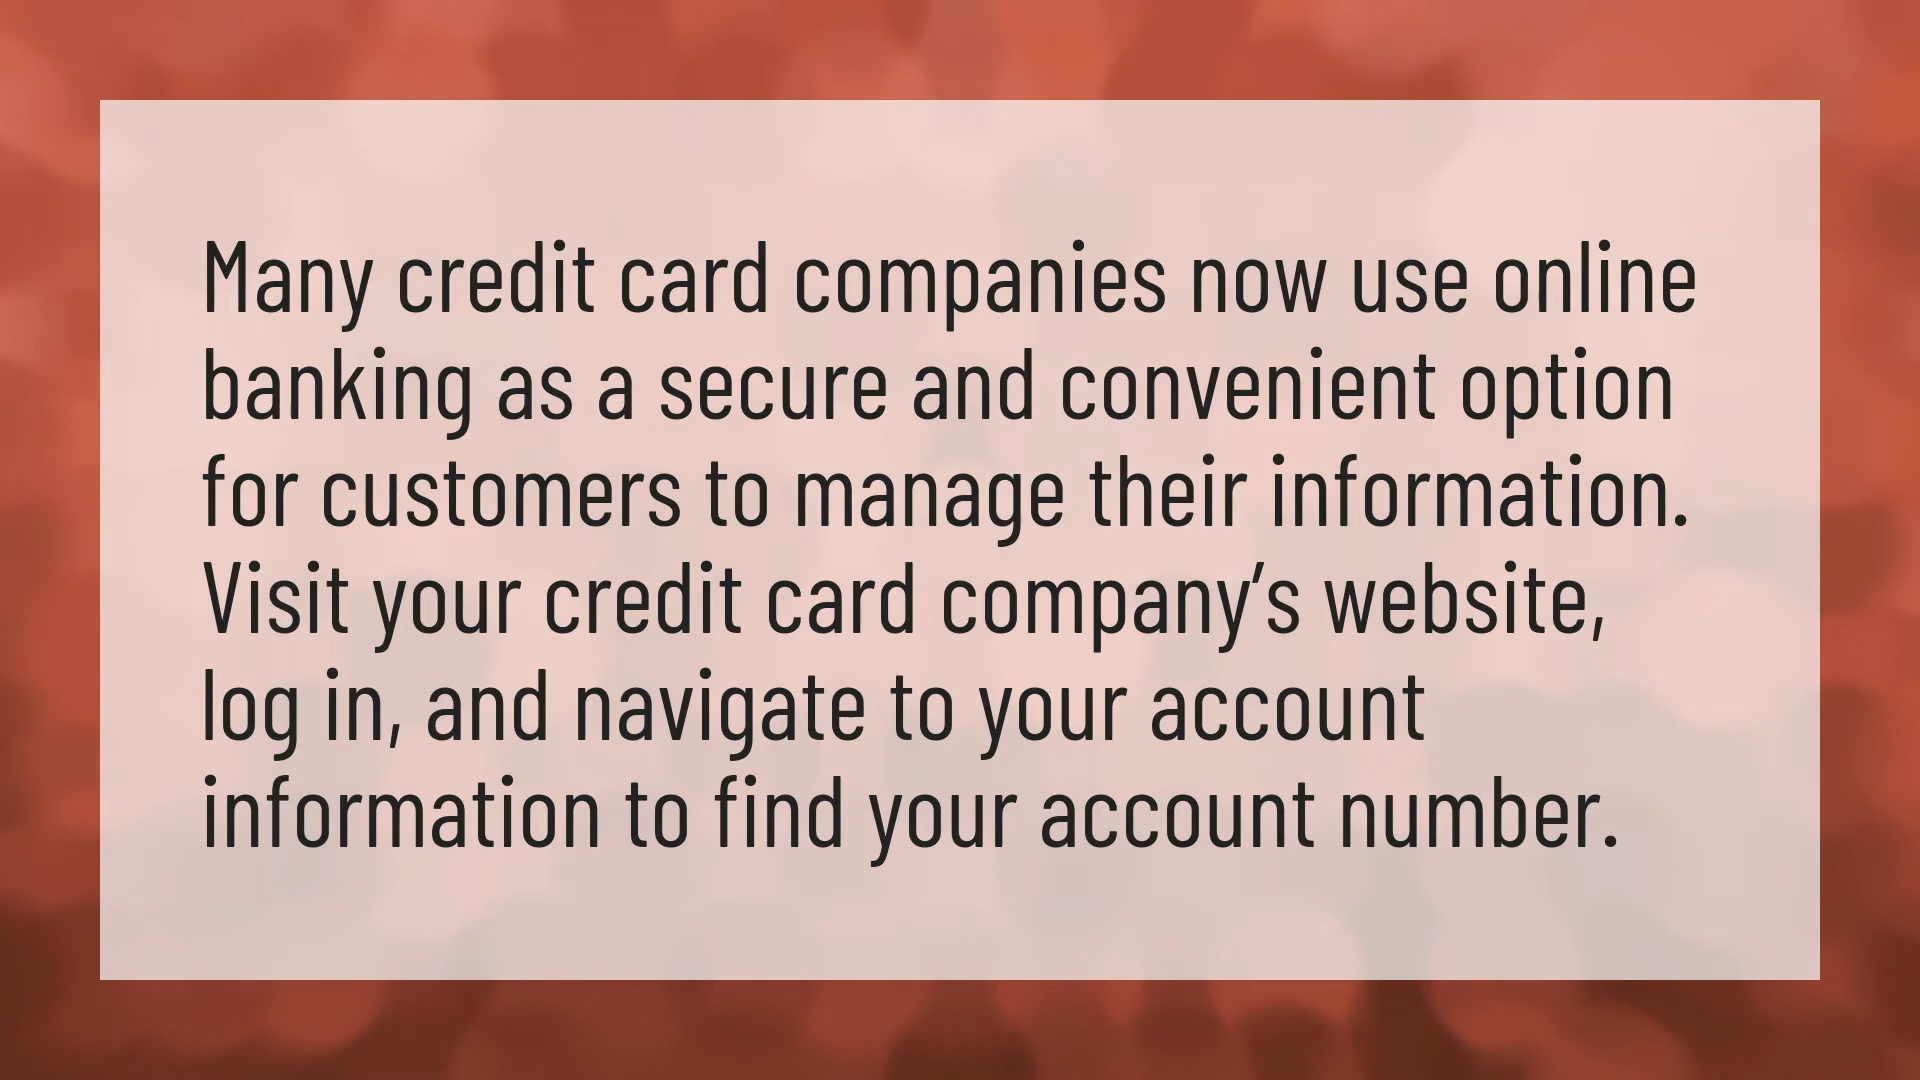 Many credit card companies now use online
banking as a secure and convenient option
for customers to manage their information.
Visit your credit card company’s website,
log in, and navigate to your account
information to find your account number.